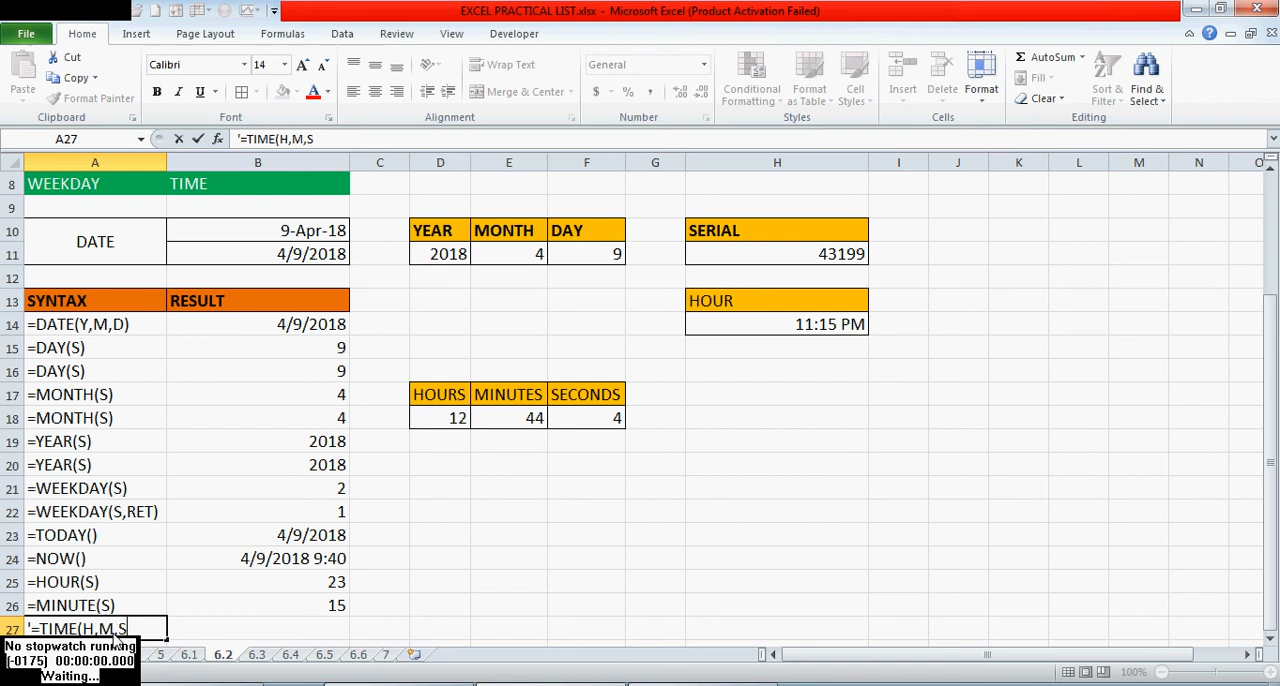 EXCEL PRACTICAL LIST.xlsx - Microsoft Excel (Product Activation Failed)
File Home Insert Page Layout Formulas Data Review View Developer
Paste Cut Copy Format Painter Clipboard
Calibri 14 A A B I U A Font
Wrap Text Merge & Center Alignment
General $ % , Number
Conditional Formatting Format as Table Cell Styles Styles
Insert Delete Format Cells
Σ AutoSum Fill Clear Sort & Filter Find & Select Editing
A27 fx '=TIME(H,M,S
A B C D E F G H I J K L M N O
8 WEEKDAY TIME
9
10 DATE 9-Apr-18 YEAR MONTH DAY SERIAL
11 4/9/2018 2018 4 9 43199
12
13 SYNTAX RESULT HOUR
14 =DATE(Y,M,D) 4/9/2018 11:15 PM
15 =DAY(S) 9
16 =DAY(S) 9
17 =MONTH(S) 4 HOURS MINUTES SECONDS
18 =MONTH(S) 4 12 44 4
19 =YEAR(S) 2018
20 =YEAR(S) 2018
21 =WEEKDAY(S) 2
22 =WEEKDAY(S,RET) 1
23 =TODAY() 4/9/2018
24 =NOW() 4/9/2018 9:40
25 =HOUR(S) 23
26 =MINUTE(S) 15
27 '=TIME(H,M,S
No stopwatch running
[-0175] 00:00:00.000
Waiting...
5 6.1 6.2 6.3 6.4 6.5 6.6 7
100%